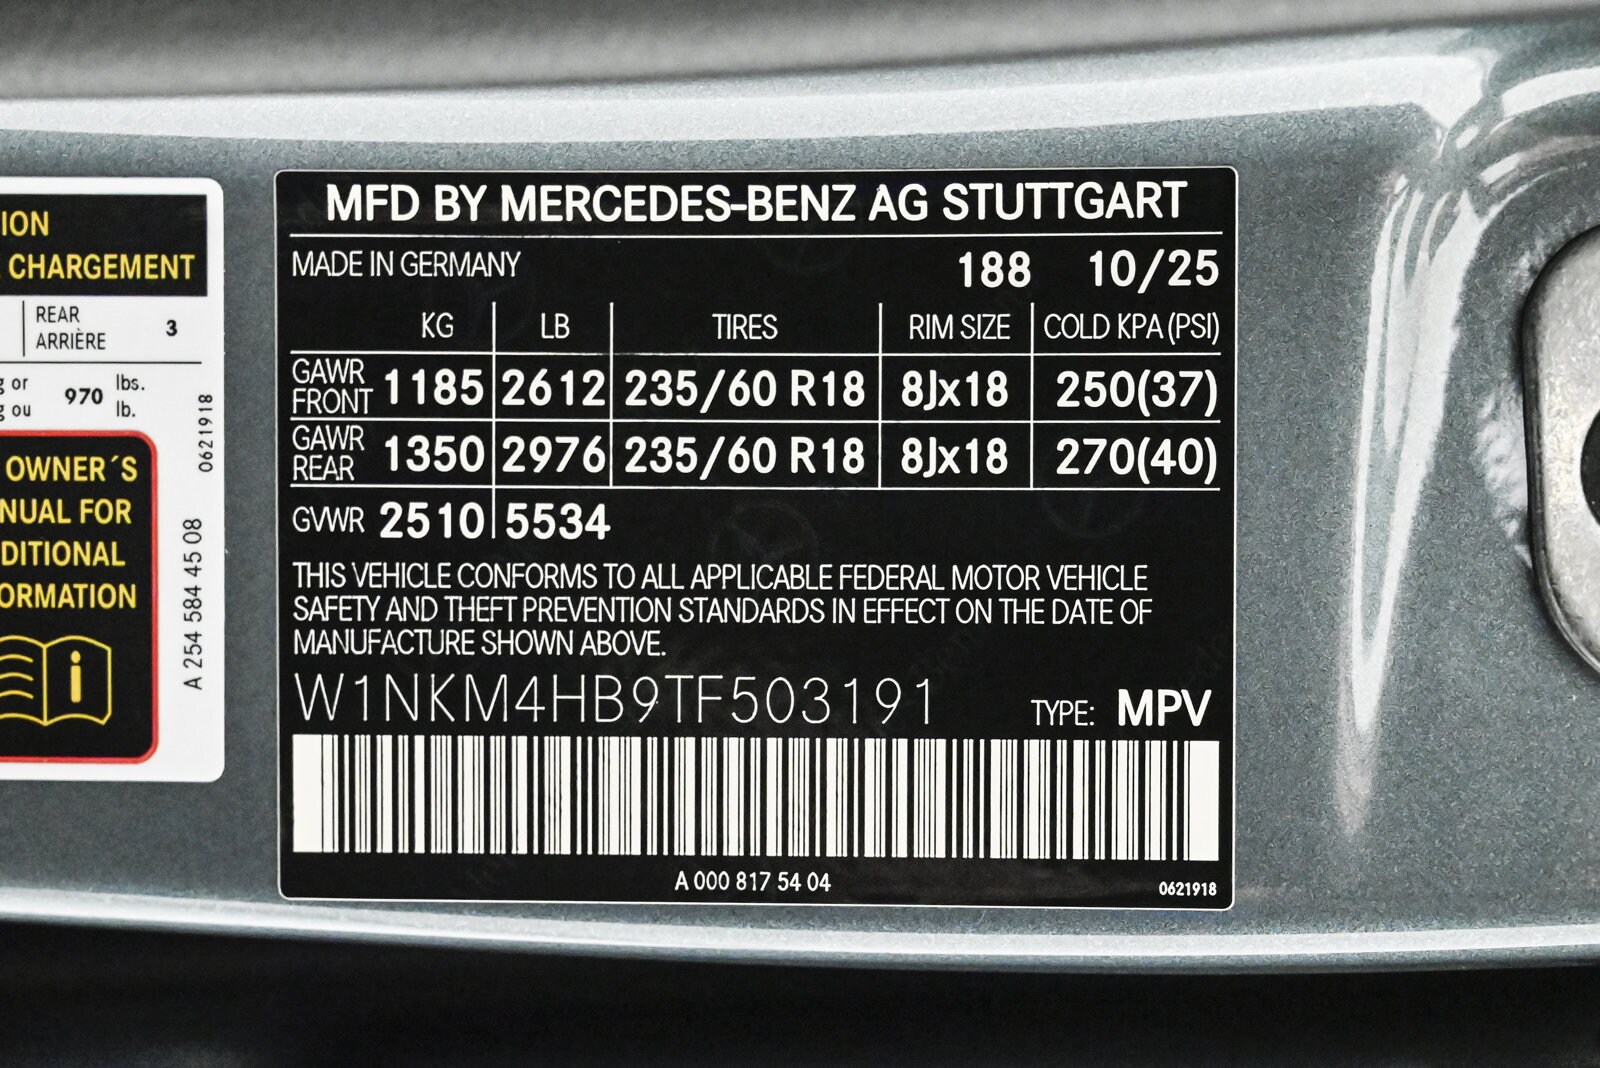 ION
CHARGEMENT
REAR
ARRIÈRE 3
g or 970 lbs.
g ou lb.
0621918
OWNER´S
NUAL FOR
DITIONAL
ORMATION
i
A 254 584 45 08
MFD BY MERCEDES-BENZ AG STUTTGART
MADE IN GERMANY 188 10/25
KG LB TIRES RIM SIZE COLD KPA (PSI)
GAWR FRONT 1185 2612 235/60 R18 8Jx18 250(37)
GAWR REAR 1350 2976 235/60 R18 8Jx18 270(40)
GVWR 2510 5534
THIS VEHICLE CONFORMS TO ALL APPLICABLE FEDERAL MOTOR VEHICLE
SAFETY AND THEFT PREVENTION STANDARDS IN EFFECT ON THE DATE OF
MANUFACTURE SHOWN ABOVE.
W1NKM4HB9TF503191 TYPE: MPV
A 000 817 54 04 0621918